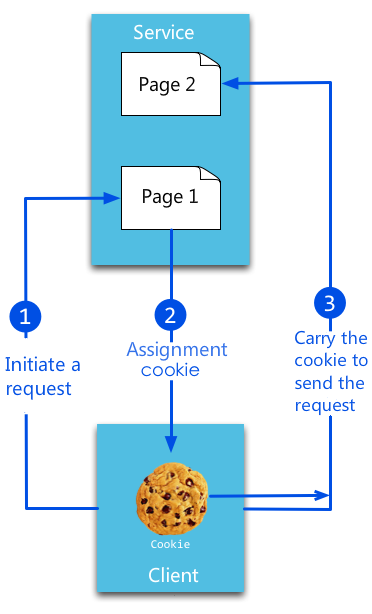 Service
Page 2
Page 1
1
2
3
Initiate a
request
Assignment
cookie
Carry the
cookie to
send the
request
Cookie
Client